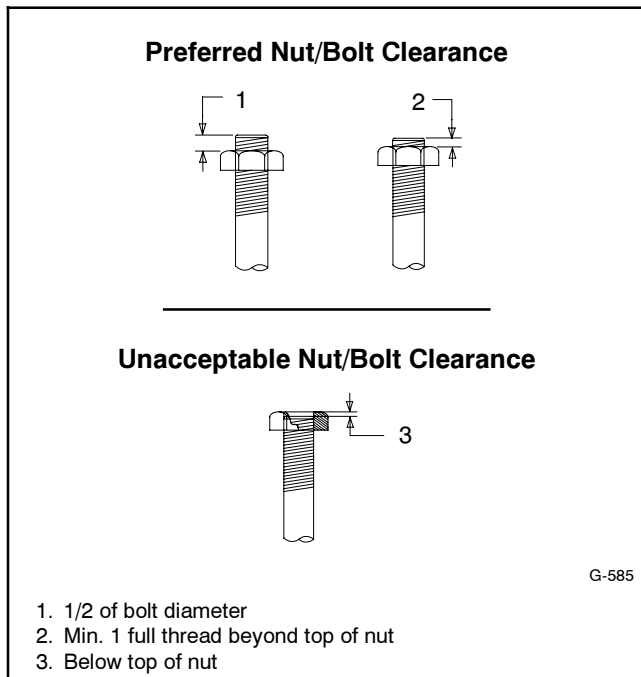 Preferred Nut/Bolt Clearance
1
2
Unacceptable Nut/Bolt Clearance
3
G-585
1. 1/2 of bolt diameter
2. Min. 1 full thread beyond top of nut
3. Below top of nut